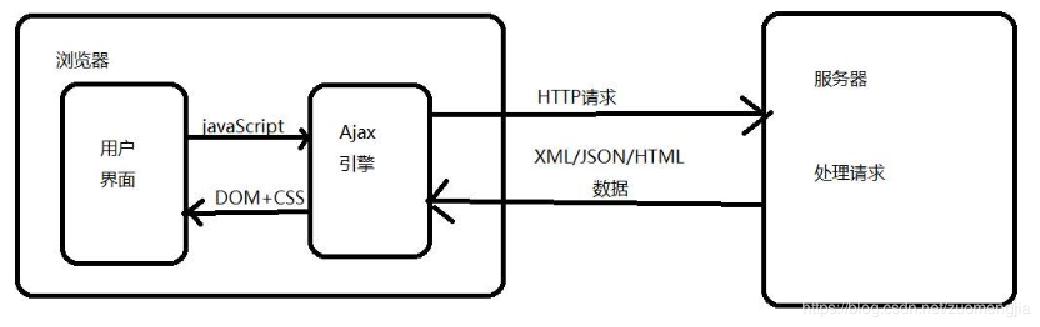 浏览器
用户
界面
javaScript
DOM+CSS
Ajax
引擎
HTTP请求
XML/JSON/HTML
数据
服务器
处理请求
https://blog.csdn.net/zuomengjia